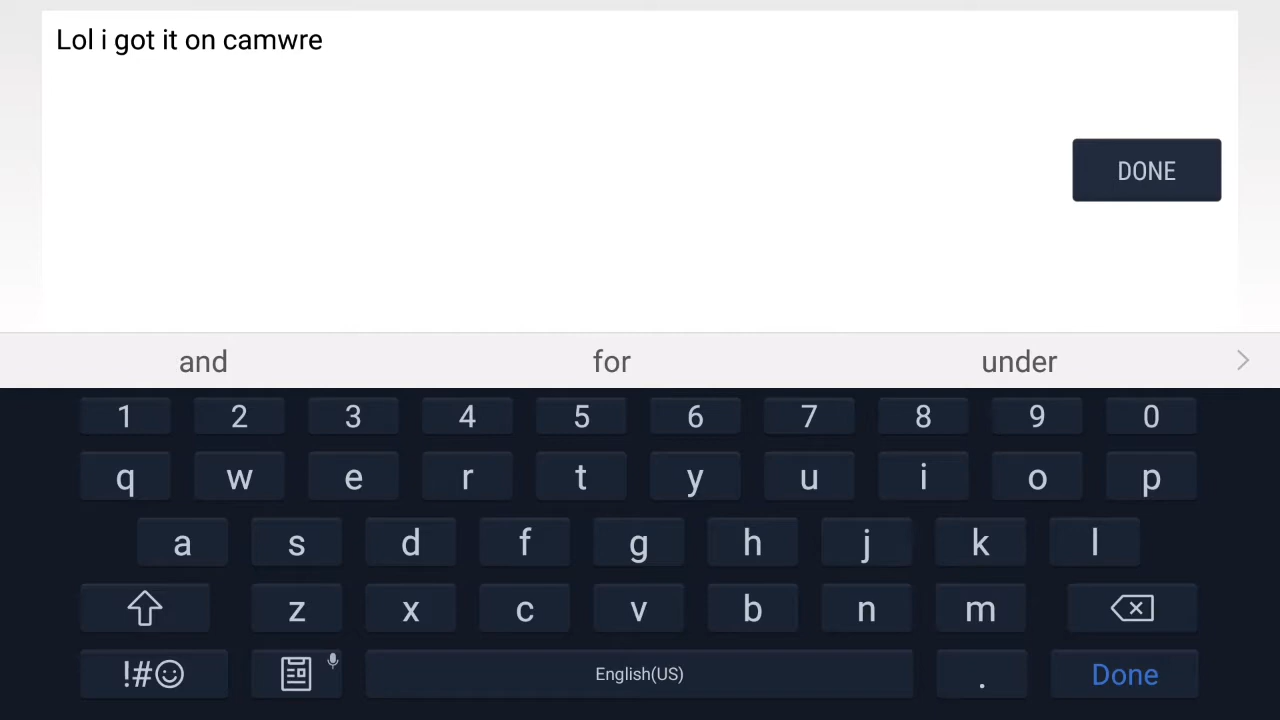 Lol i got it on camwre
DONE
and for under
1 2 3 4 5 6 7 8 9 0
q w e r t y u i o p
a s d f g h j k l
z x c v b n m
!#☺ English(US) . Done